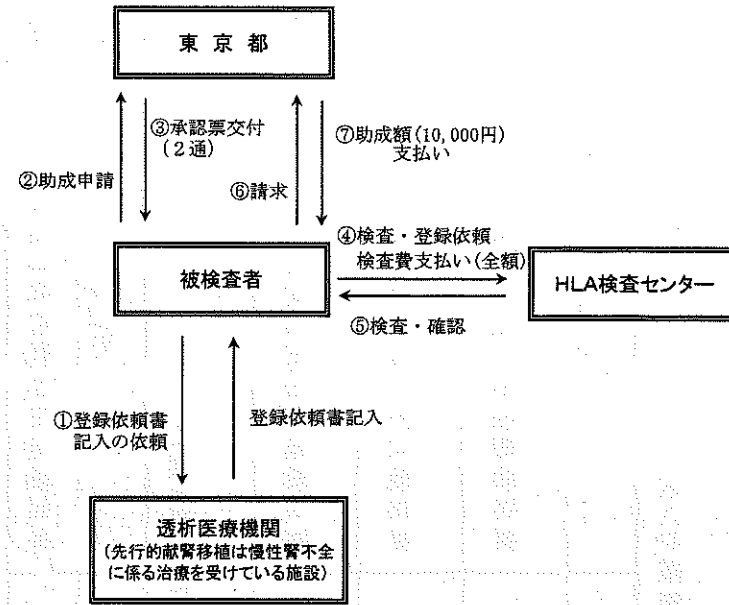 東京都
③承認票交付
(2通)
⑦助成額(10,000円)
支払い
②助成申請
⑥請求
④検査・登録依頼
検査費支払い(全額)
被検査者
HLA検査センター
⑤検査・確認
①登録依頼書
記入の依頼
登録依頼書記入
透析医療機関
(先行的献腎移植は慢性腎不全
に係る治療を受けている施設)